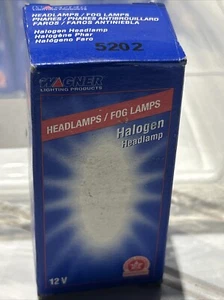 HEADLAMPS / FOG LAMPS
PHARES / PHARES ANTIBROUILLARD
FAROS / FAROS ANTINIEBLA
Halogen Headlamp
Halogène Phar
Halógeno Faro
5202
WAGNER
LIGHTING PRODUCTS
HEADLAMPS / FOG LAMPS
Halogen
Headlamp
12 V